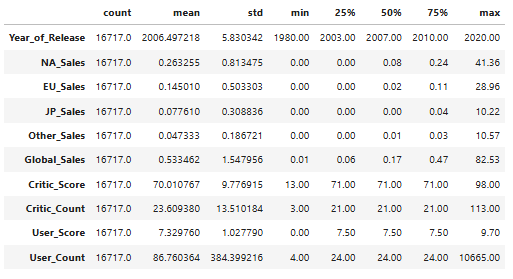 count mean std min 25% 50% 75% max
Year_of_Release 16717.0 2006.497218 5.830342 1980.00 2003.00 2007.00 2010.00 2020.00
NA_Sales 16717.0 0.263255 0.813475 0.00 0.00 0.08 0.24 41.36
EU_Sales 16717.0 0.145010 0.503303 0.00 0.00 0.02 0.11 28.96
JP_Sales 16717.0 0.077610 0.308836 0.00 0.00 0.00 0.04 10.22
Other_Sales 16717.0 0.047333 0.186721 0.00 0.00 0.01 0.03 10.57
Global_Sales 16717.0 0.533462 1.547956 0.01 0.06 0.17 0.47 82.53
Critic_Score 16717.0 70.010767 9.776915 13.00 71.00 71.00 71.00 98.00
Critic_Count 16717.0 23.609380 13.510184 3.00 21.00 21.00 21.00 113.00
User_Score 16717.0 7.329760 1.027790 0.00 7.50 7.50 7.50 9.70
User_Count 16717.0 86.760364 384.399216 4.00 24.00 24.00 24.00 10665.00